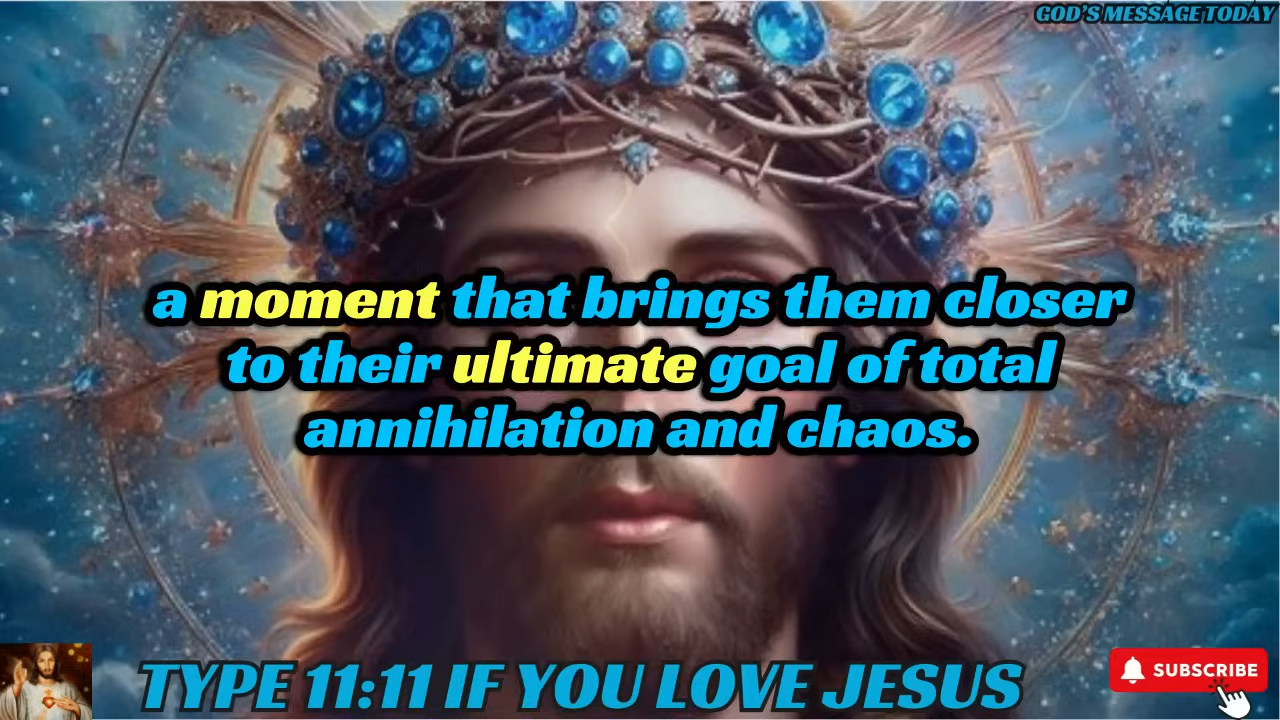 GOD'S MESSAGE TODAY
a moment that brings them closer
to their ultimate goal of total
annihilation and chaos.
TYPE 11:11 IF YOU LOVE JESUS
SUBSCRIBE